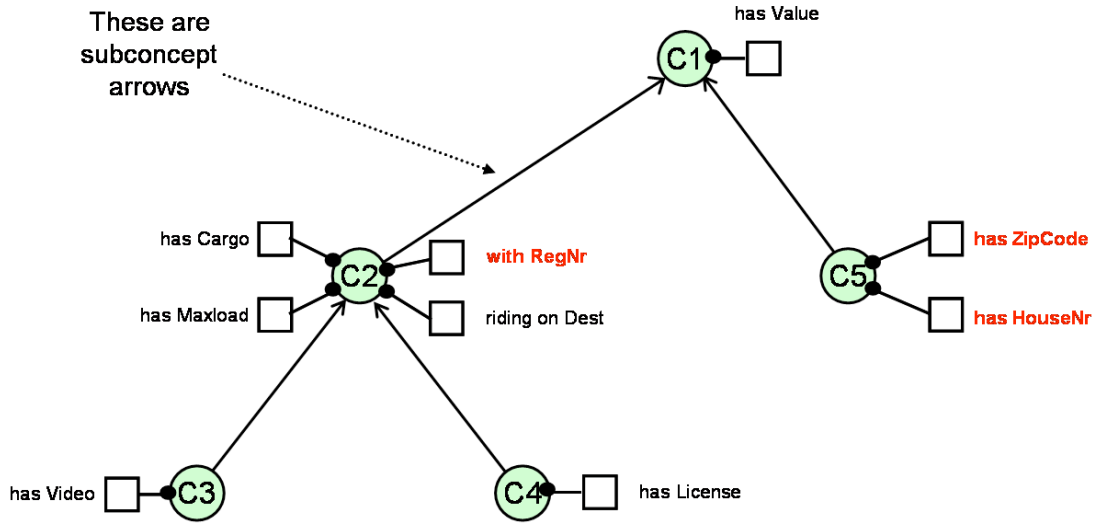 These are
subconcept
arrows
has Value
C1
has Cargo
with RegNr
has ZipCode
C2
C5
has Maxload
riding on Dest
has HouseNr
has Video
C3
C4
has License